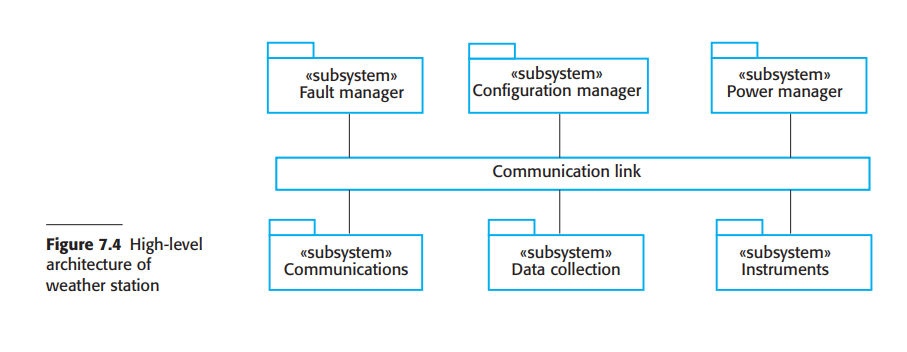 «subsystem»
Fault manager
«subsystem»
Configuration manager
«subsystem»
Power manager
Communication link
Figure 7.4 High-level
architecture of
weather station
«subsystem»
Communications
«subsystem»
Data collection
«subsystem»
Instruments